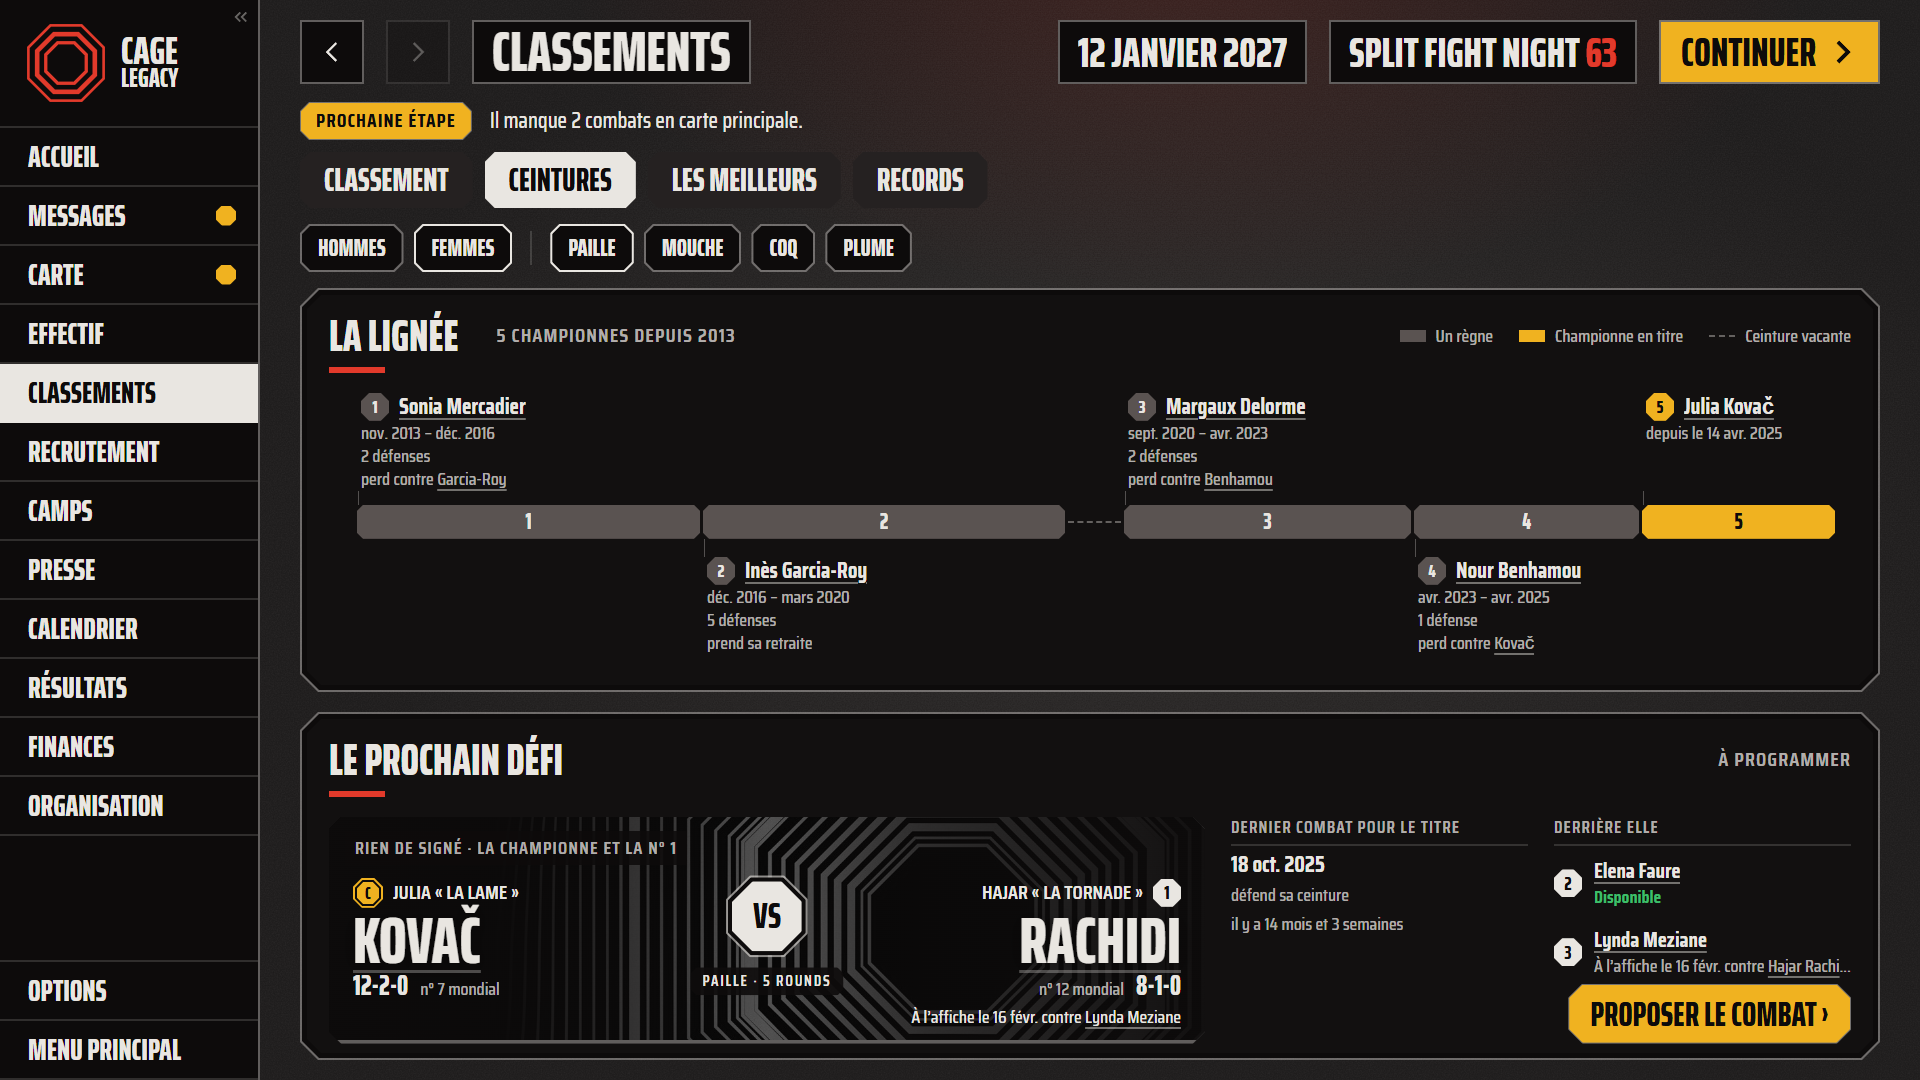 CAGE
LEGACY
«
ACCUEIL
MESSAGES
CARTE
EFFECTIF
CLASSEMENTS
RECRUTEMENT
CAMPS
PRESSE
CALENDRIER
RÉSULTATS
FINANCES
ORGANISATION
OPTIONS
MENU PRINCIPAL
CLASSEMENTS
12 JANVIER 2027
SPLIT FIGHT NIGHT 63
CONTINUER
PROCHAINE ÉTAPE
Il manque 2 combats en carte principale.
CLASSEMENT
CEINTURES
LES MEILLEURS
RECORDS
HOMMES
FEMMES
PAILLE
MOUCHE
COQ
PLUME
LA LIGNÉE
5 CHAMPIONNES DEPUIS 2013
Un règne
Championne en titre
Ceinture vacante
1 Sonia Mercadier
nov. 2013 – déc. 2016
2 défenses
perd contre Garcia-Roy
3 Margaux Delorme
sept. 2020 – avr. 2023
2 défenses
perd contre Benhamou
5 Julia Kovač
depuis le 14 avr. 2025
1
2
3
4
5
2 Inès Garcia-Roy
déc. 2016 – mars 2020
5 défenses
prend sa retraite
4 Nour Benhamou
avr. 2023 – avr. 2025
1 défense
perd contre Kovač
LE PROCHAIN DÉFI
À PROGRAMMER
RIEN DE SIGNÉ · LA CHAMPIONNE ET LA N° 1
C JULIA « LA LAME »
KOVAČ
12-2-0 n° 7 mondial
VS
PAILLE · 5 ROUNDS
HAJAR « LA TORNADE » 1
RACHIDI
n° 12 mondial 8-1-0
À l'affiche le 16 févr. contre Lynda Meziane
DERNIER COMBAT POUR LE TITRE
18 oct. 2025
défend sa ceinture
il y a 14 mois et 3 semaines
DERRIÈRE ELLE
2 Elena Faure
Disponible
3 Lynda Meziane
À l'affiche le 16 févr. contre Hajar Rachi...
PROPOSER LE COMBAT ›